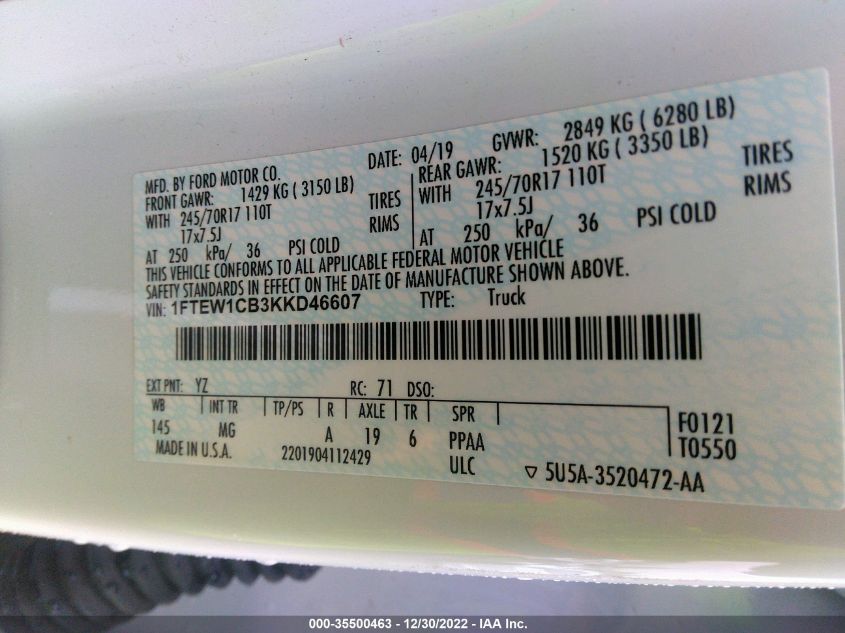 MFD. BY FORD MOTOR CO.
DATE: 04/19
GVWR: 2849 KG ( 6280 LB)
FRONT GAWR: 1429 KG ( 3150 LB)
WITH 245/70R17 110T TIRES
17x7.5J RIMS
AT 250 kPa/ 36 PSI COLD
REAR GAWR: 1520 KG ( 3350 LB)
WITH 245/70R17 110T TIRES
17x7.5J RIMS
AT 250 kPa/ 36 PSI COLD
THIS VEHICLE CONFORMS TO ALL APPLICABLE FEDERAL MOTOR VEHICLE
SAFETY STANDARDS IN EFFECT ON THE DATE OF MANUFACTURE SHOWN ABOVE.
VIN: 1FTEW1CB3KKD46607 TYPE: Truck
EXT PNT: YZ RC: 71 DSO:
WB INT TR TP/PS R AXLE TR SPR
145 MG A 19 6 PPAA F0121
MADE IN U.S.A. 2201904112429 ULC T0550
▽ 5U5A-3520472-AA
000-35500463 - 12/30/2022 - IAA Inc.